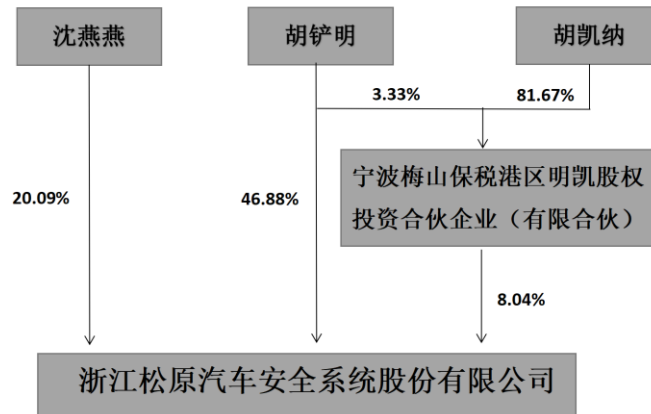 沈燕燕
胡铲明
胡凯纳
3.33%
81.67%
宁波梅山保税港区明凯股权
投资合伙企业（有限合伙）
20.09%
46.88%
8.04%
浙江松原汽车安全系统股份有限公司